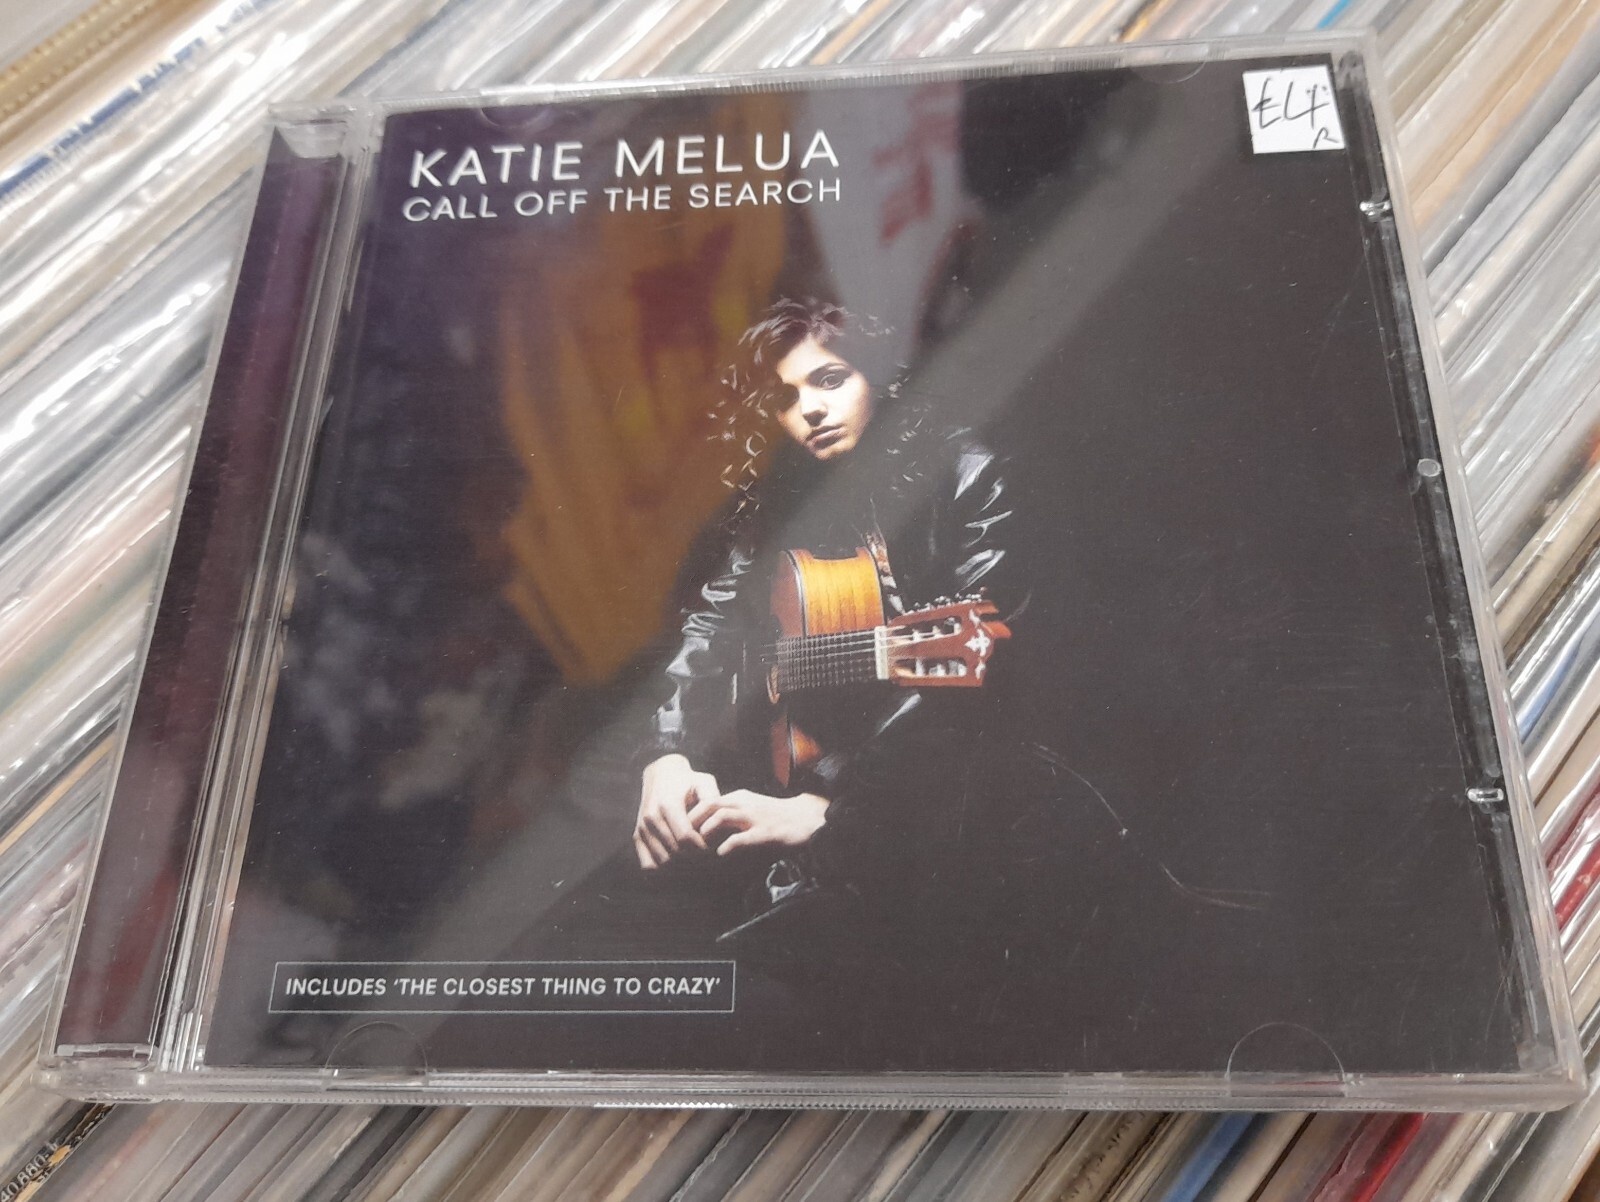 KATIE MELUA
CALL OFF THE SEARCH
£4
R
INCLUDES 'THE CLOSEST THING TO CRAZY'